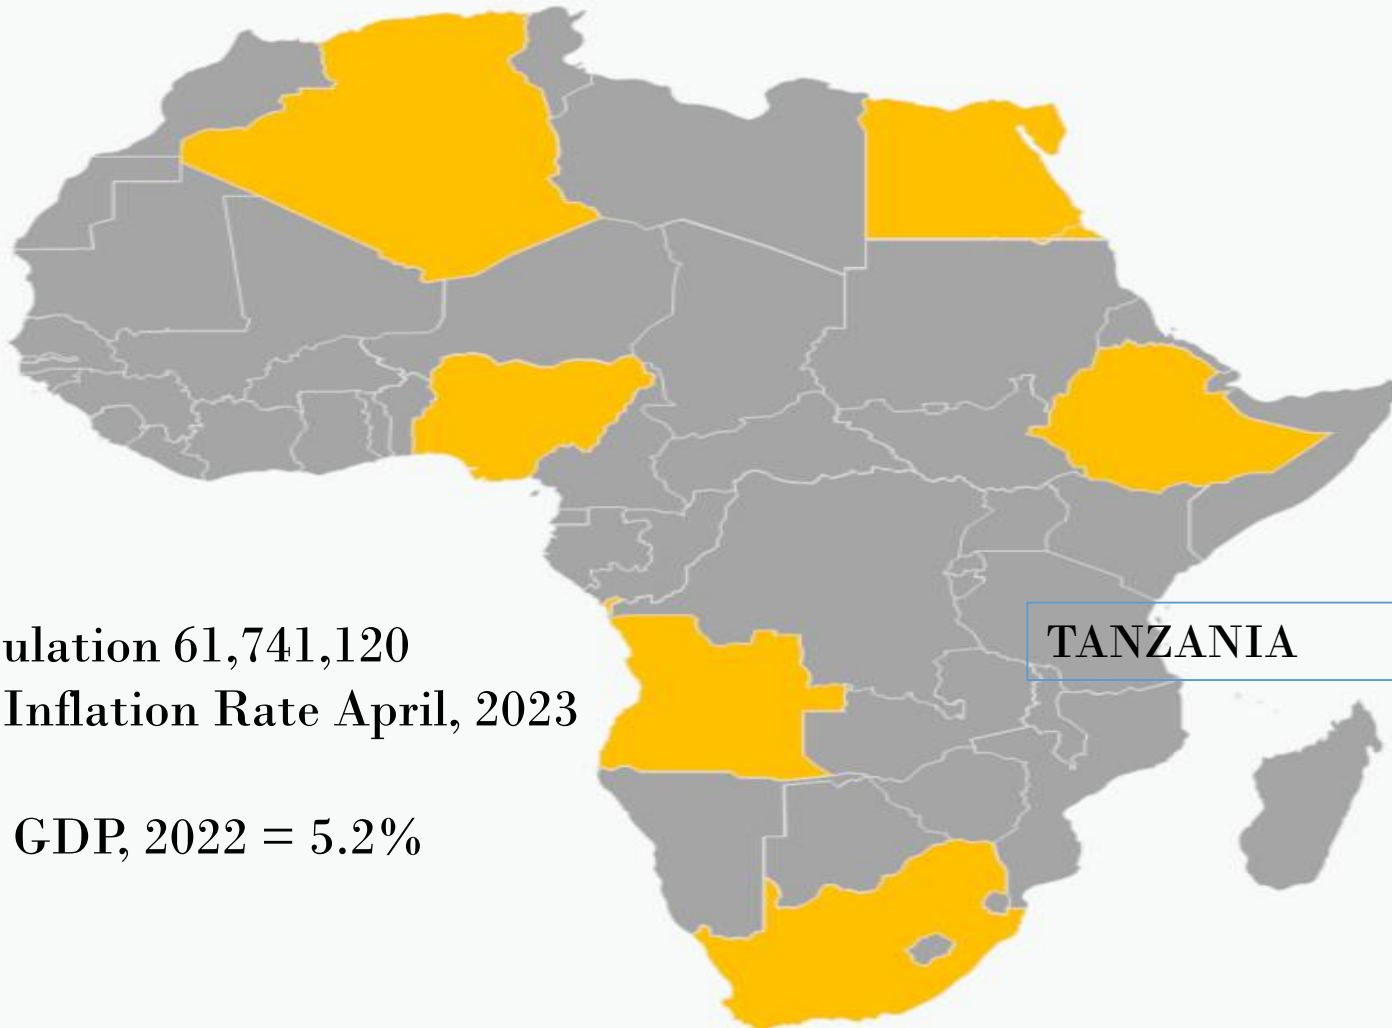 ulation 61,741,120
Inflation Rate April, 2023
GDP, 2022 = 5.2%
TANZANIA